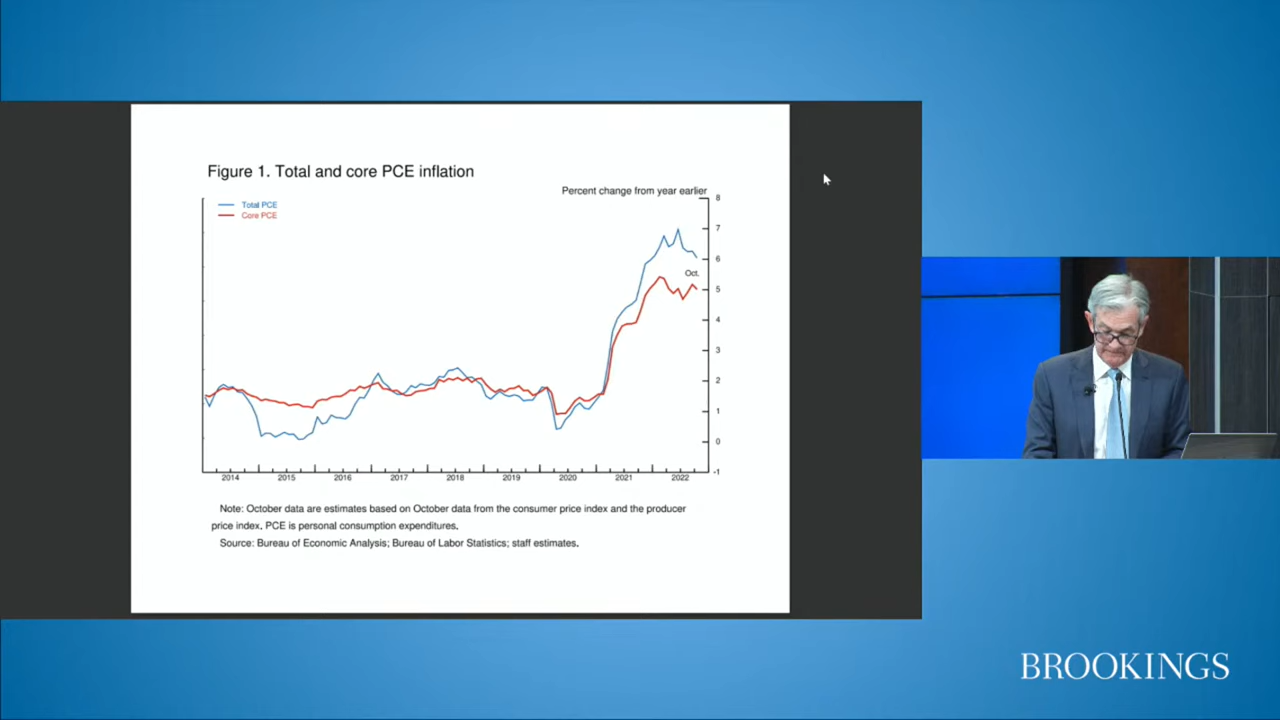 Figure 1. Total and core PCE inflation
Percent change from year earlier
Total PCE
Core PCE
8
7
6
Oct.
5
4
3
2
1
0
-1
2014 2015 2016 2017 2018 2019 2020 2021 2022
Note: October data are estimates based on October data from the consumer price index and the producer
price index. PCE is personal consumption expenditures.
Source: Bureau of Economic Analysis; Bureau of Labor Statistics; staff estimates.
BROOKINGS